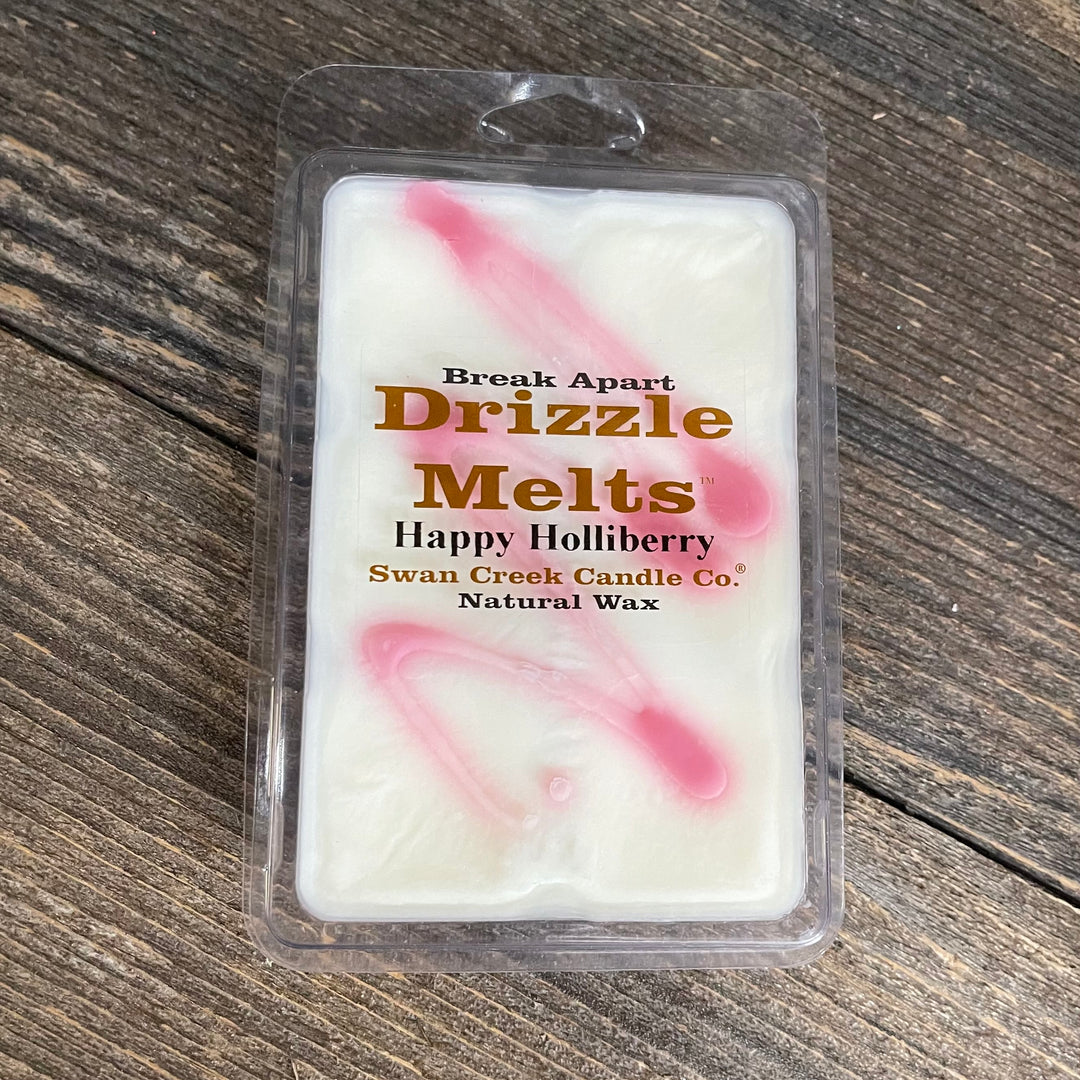 Break Apart
Drizzle
Melts™
Happy Holliberry
Swan Creek Candle Co.®
Natural Wax